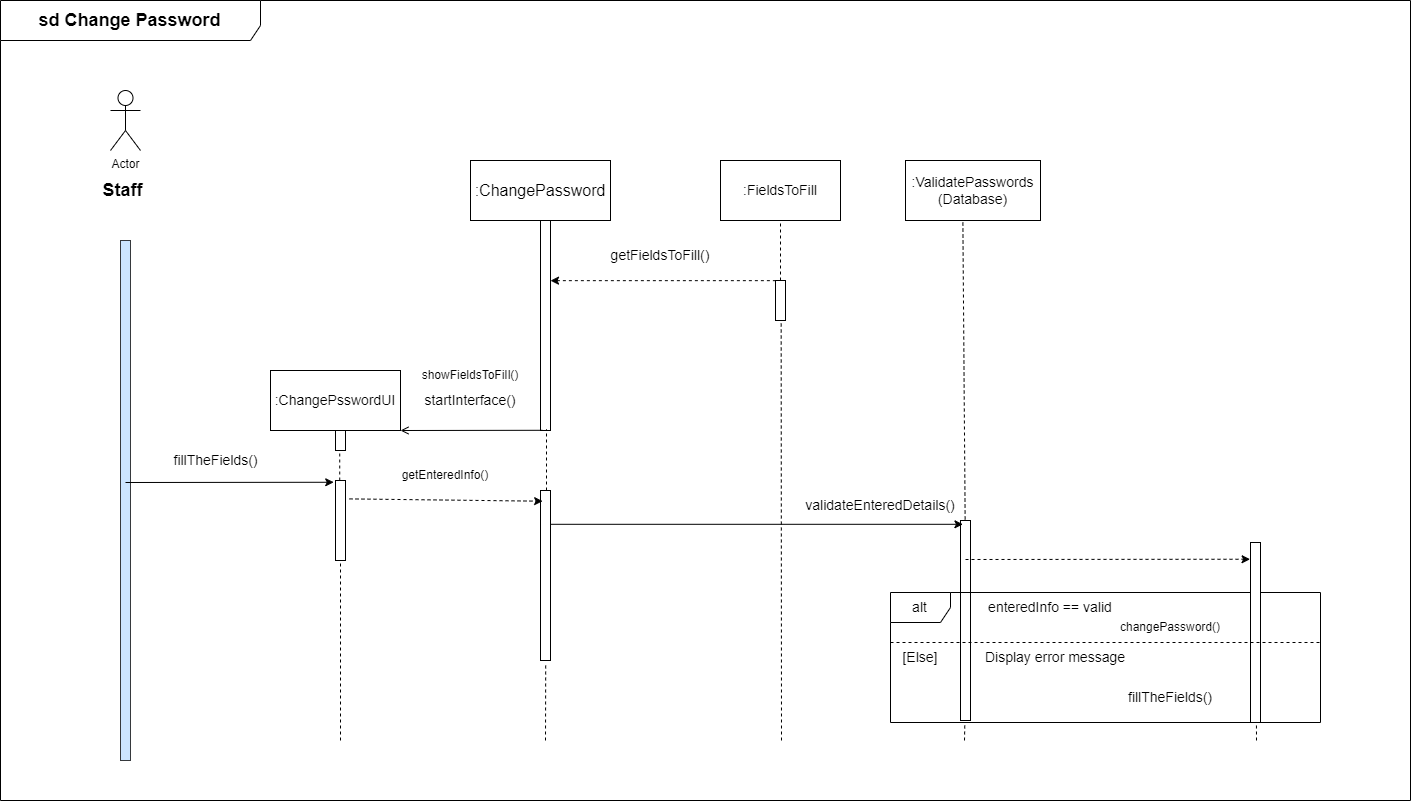 sd Change Password
Actor
Staff
:ChangePassword
:FieldsToFill
:ValidatePasswords
(Database)
getFieldsToFill()
showFieldsToFill()
startInterface()
:ChangePsswordUI
fillTheFields()
getEnteredInfo()
validateEnteredDetails()
alt
enteredInfo == valid
changePassword()
[Else]
Display error message
fillTheFields()